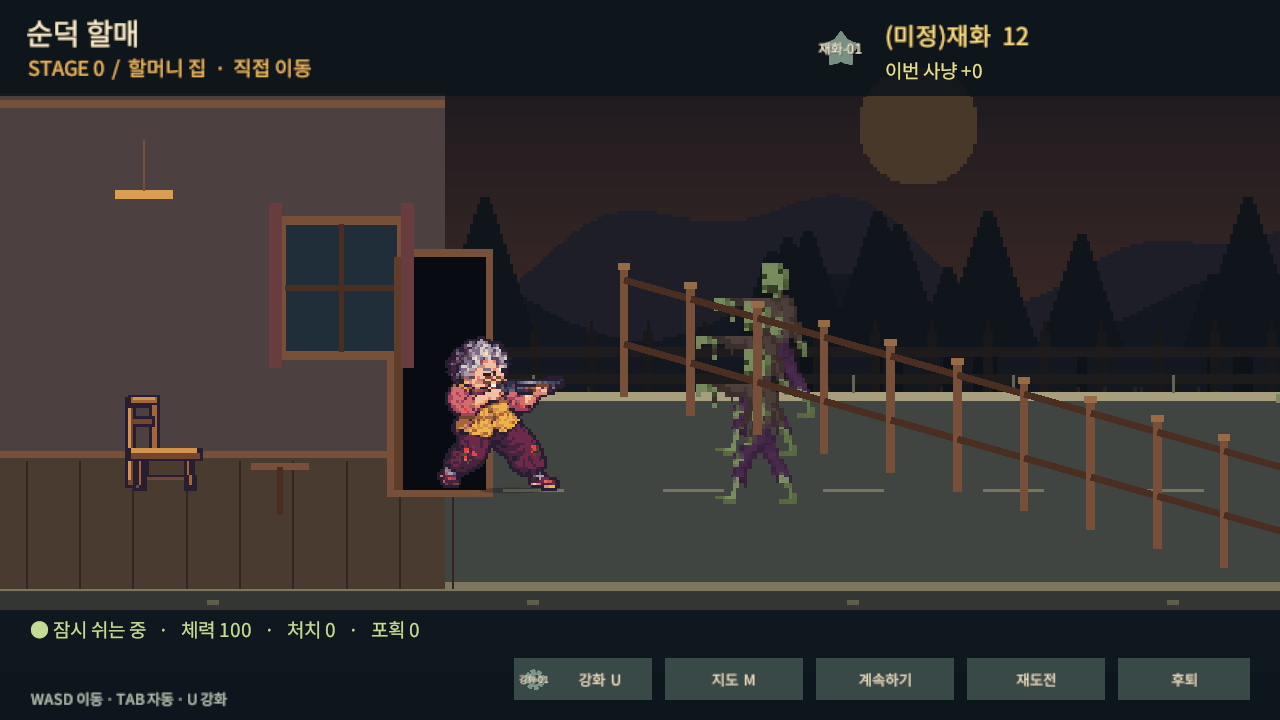 순덕 할매
STAGE 0 / 할머니 집 · 직접 이동
재화-01
(미정)재화 12
이번 사냥 +0
잠시 쉬는 중 · 체력 100 · 처치 0 · 포획 0
강화 U
지도 M
계속하기
재도전
후퇴
WASD 이동 · TAB 자동 · U 강화